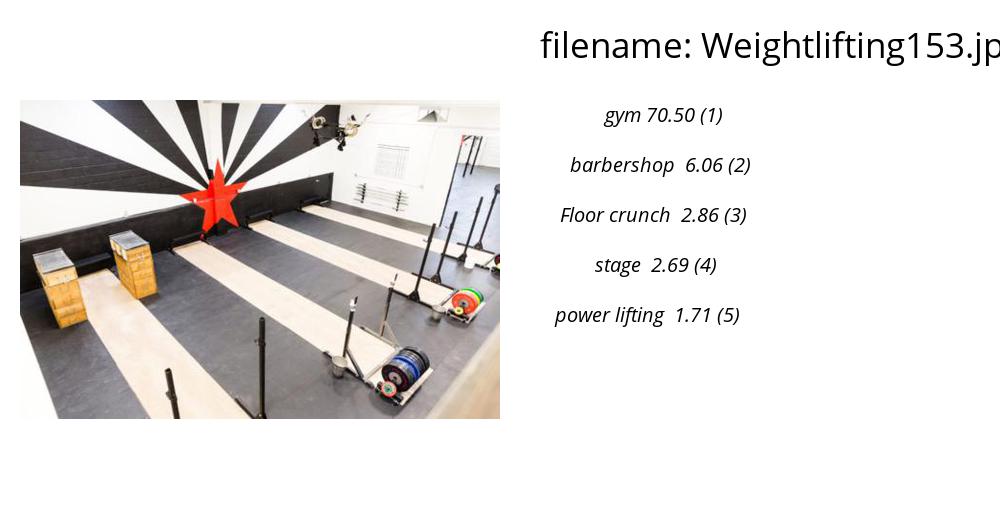 filename: Weightlifting153.jp
gym 70.50 (1)
barbershop 6.06 (2)
Floor crunch 2.86 (3)
stage 2.69 (4)
power lifting 1.71 (5)